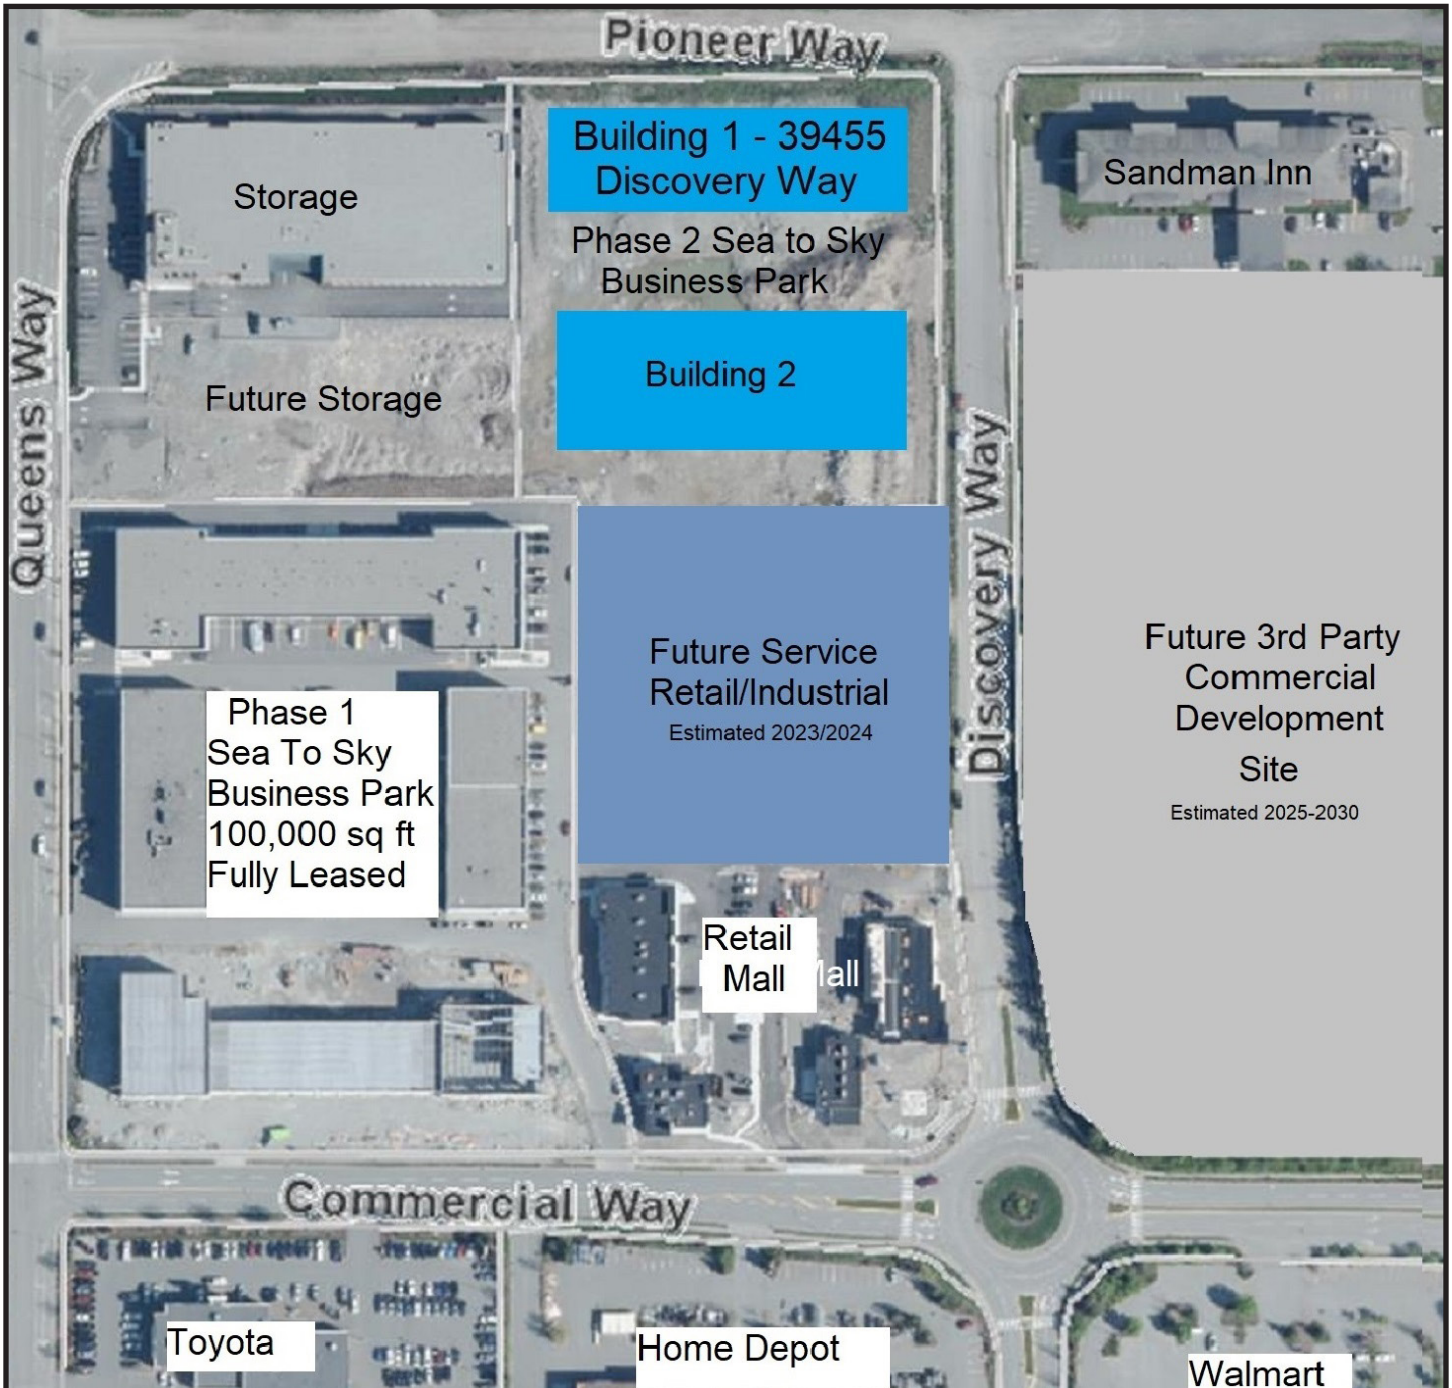 Pioneer Way
Building 1 - 39455
Discovery Way
Storage
Sandman Inn
Phase 2 Sea to Sky
Business Park
Queens Way
Future Storage
Building 2
Discovery Way
Future Service
Retail/Industrial
Estimated 2023/2024
Future 3rd Party
Commercial
Development
Site
Estimated 2025-2030
Phase 1
Sea To Sky
Business Park
100,000 sq ft
Fully Leased
Retail
Mall
Commercial Way
Toyota
Home Depot
Walmart